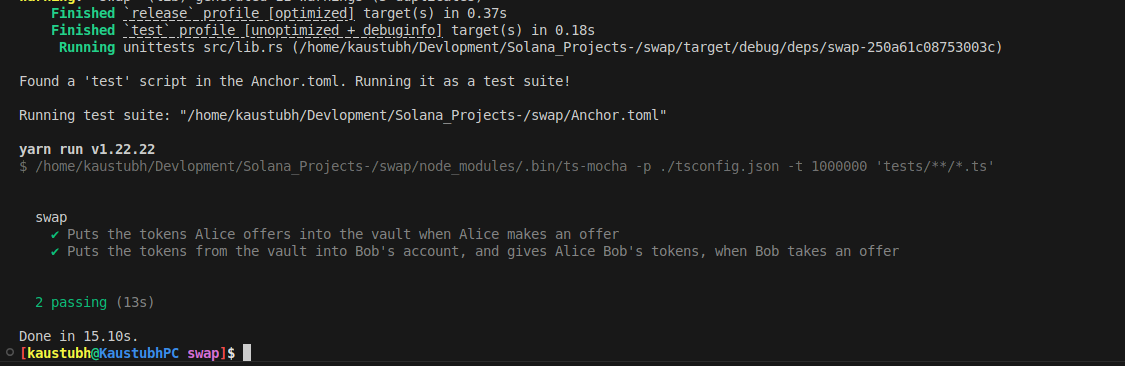 Finished `release` profile [optimized] target(s) in 0.37s
Finished `test` profile [unoptimized + debuginfo] target(s) in 0.18s
Running unittests src/lib.rs (/home/kaustubh/Devlopment/Solana_Projects-/swap/target/debug/deps/swap-250a61c08753003c)
Found a 'test' script in the Anchor.toml. Running it as a test suite!
Running test suite: "/home/kaustubh/Devlopment/Solana_Projects-/swap/Anchor.toml"
yarn run v1.22.22
$ /home/kaustubh/Devlopment/Solana_Projects-/swap/node_modules/.bin/ts-mocha -p ./tsconfig.json -t 1000000 'tests/**/*.ts'
swap
✔ Puts the tokens Alice offers into the vault when Alice makes an offer
✔ Puts the tokens from the vault into Bob's account, and gives Alice Bob's tokens, when Bob takes an offer
2 passing (13s)
Done in 15.10s.
[kaustubh@KaustubhPC swap]$